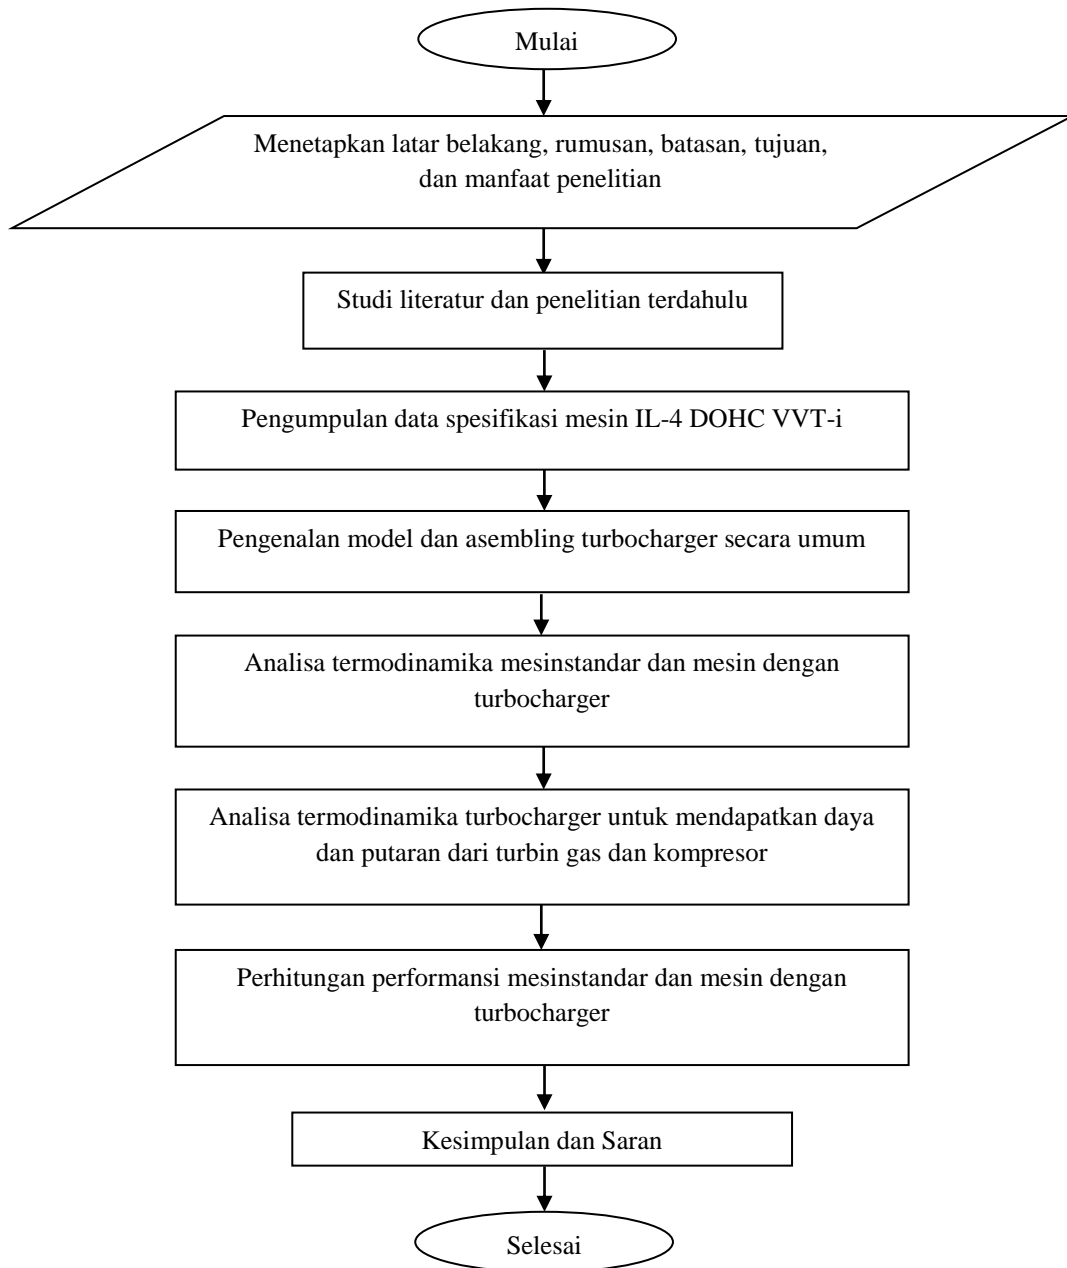 Mulai
Menetapkan latar belakang, rumusan, batasan, tujuan,
dan manfaat penelitian
Studi literatur dan penelitian terdahulu
Pengumpulan data spesifikasi mesin IL-4 DOHC VVT-i
Pengenalan model dan asembling turbocharger secara umum
Analisa termodinamika mesinstandar dan mesin dengan
turbocharger
Analisa termodinamika turbocharger untuk mendapatkan daya
dan putaran dari turbin gas dan kompresor
Perhitungan performansi mesinstandar dan mesin dengan
turbocharger
Kesimpulan dan Saran
Selesai